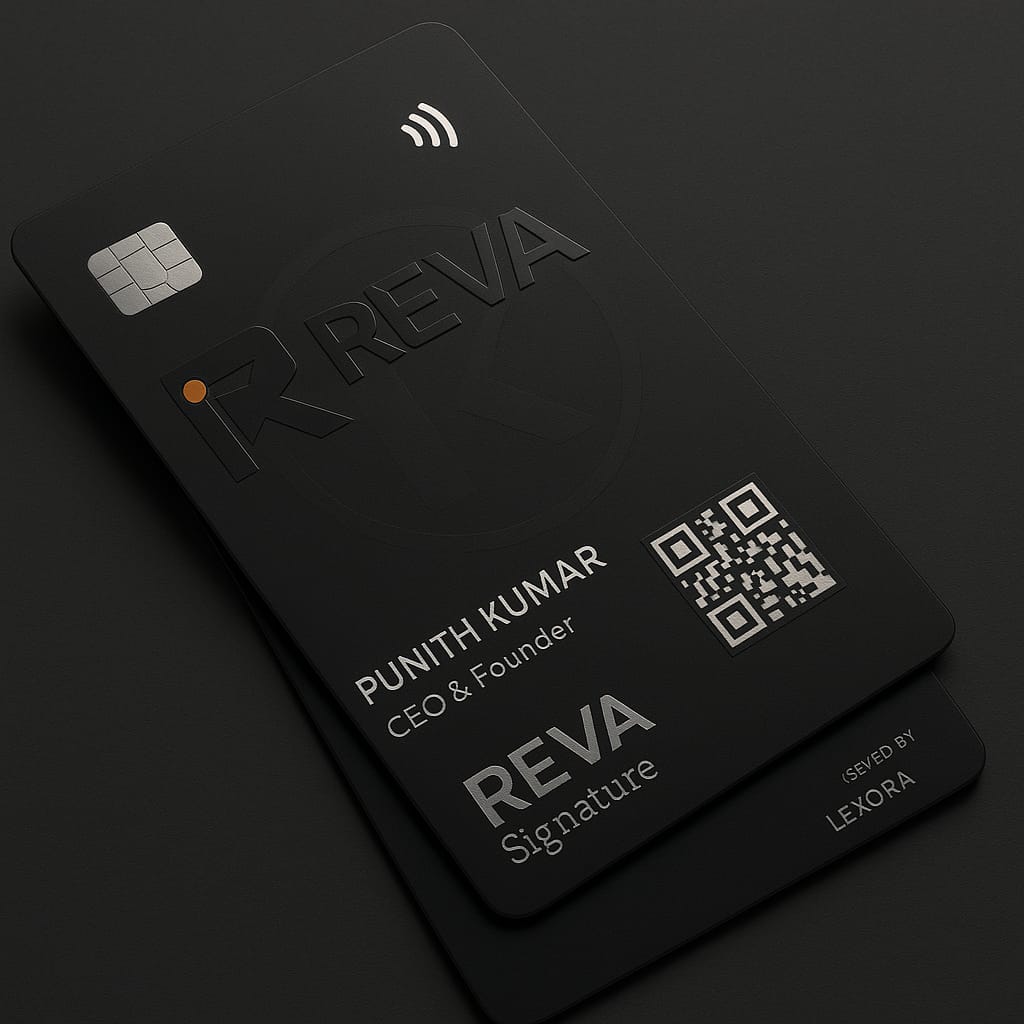 REVA
PUNITH KUMAR
CEO & Founder
REVA
Signature
(SEVED BY
LEXORA